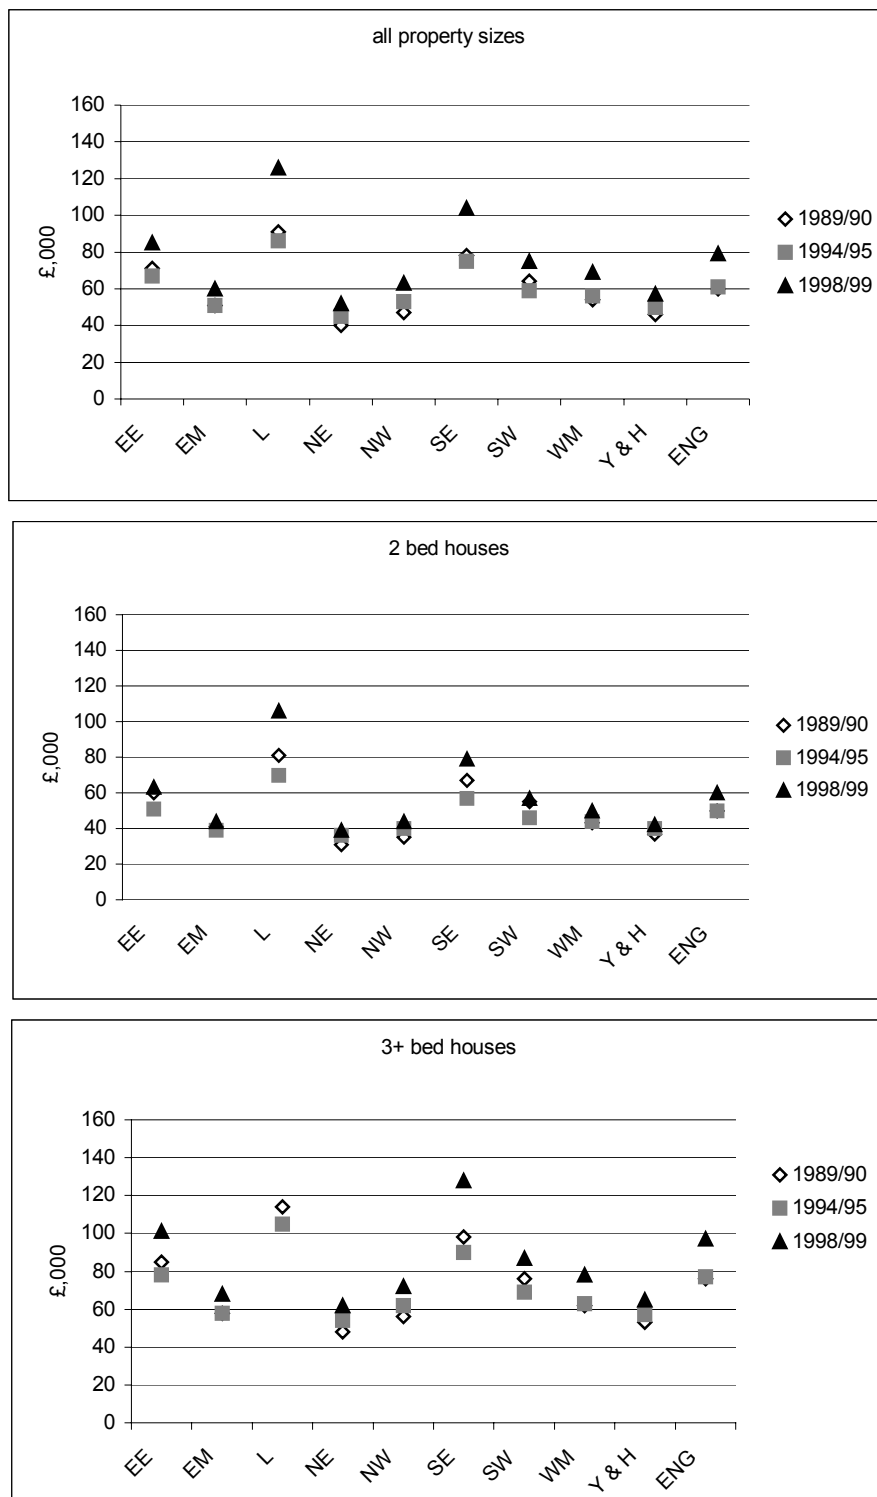 all property sizes
160
140
120
100
80
60
40
20
0
£,000
EE
EM
L
NE
NW
SE
SW
WM
Y & H
ENG
1989/90
1994/95
1998/99
2 bed houses
160
140
120
100
80
60
40
20
0
£,000
EE
EM
L
NE
NW
SE
SW
WM
Y & H
ENG
1989/90
1994/95
1998/99
3+ bed houses
160
140
120
100
80
60
40
20
0
£,000
EE
EM
L
NE
NW
SE
SW
WM
Y & H
ENG
1989/90
1994/95
1998/99